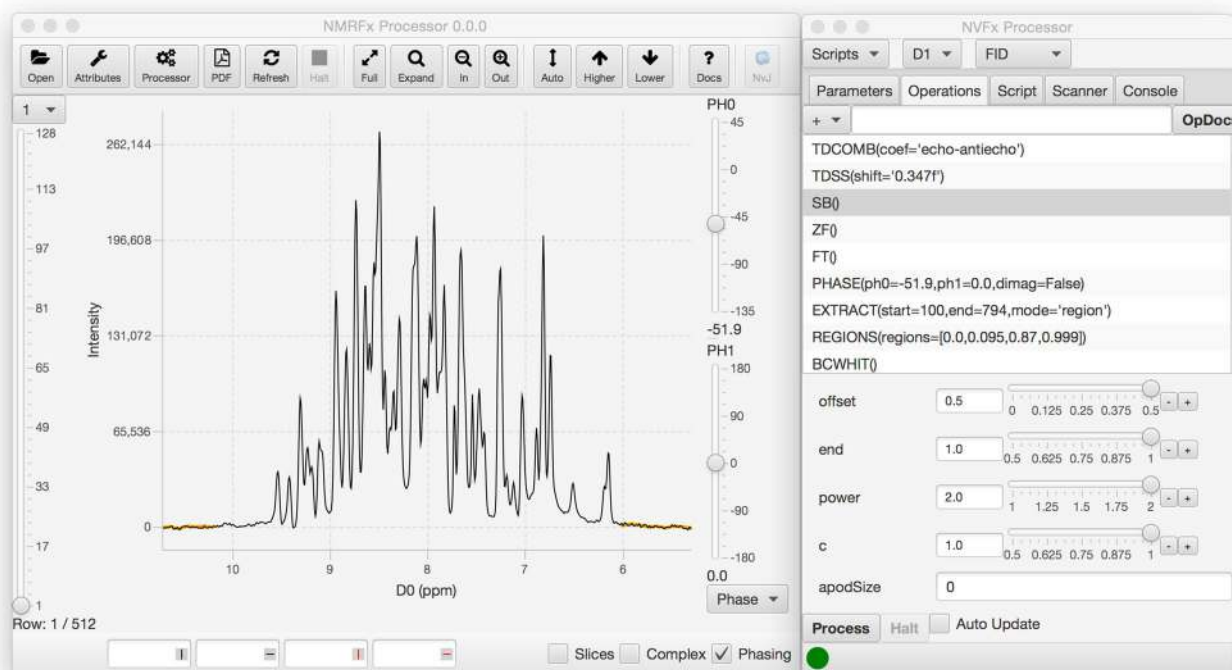 NMRFx Processor 0.0.0
Open Attributes Processor PDF Refresh Halt Full Expand In Out Auto Higher Lower Docs NvJ
1
128
113
97
81
65
49
33
17
1
Row: 1 / 512
Intensity
262,144
196,608
131,072
65,536
0
10 9 8 7 6
D0 (ppm)
PH0
45
0
-45
-90
-135
-51.9
PH1
180
90
0
-90
-180
0.0
Phase
Slices Complex Phasing
NVFx Processor
Scripts D1 FID
Parameters Operations Script Scanner Console
+ OpDocs
TDCOMB(coef='echo-antiecho')
TDSS(shift='0.347f')
SB()
ZF()
FT()
PHASE(ph0=-51.9,ph1=0.0,dimag=False)
EXTRACT(start=100,end=794,mode='region')
REGIONS(regions=[0.0,0.095,0.87,0.999])
BCWHIT()
offset 0.5 0 0.125 0.25 0.375 0.5 - +
end 1.0 0.5 0.625 0.75 0.875 1 - +
power 2.0 1 1.25 1.5 1.75 2 - +
c 1.0 0.5 0.625 0.75 0.875 1 - +
apodSize 0
Process Halt Auto Update